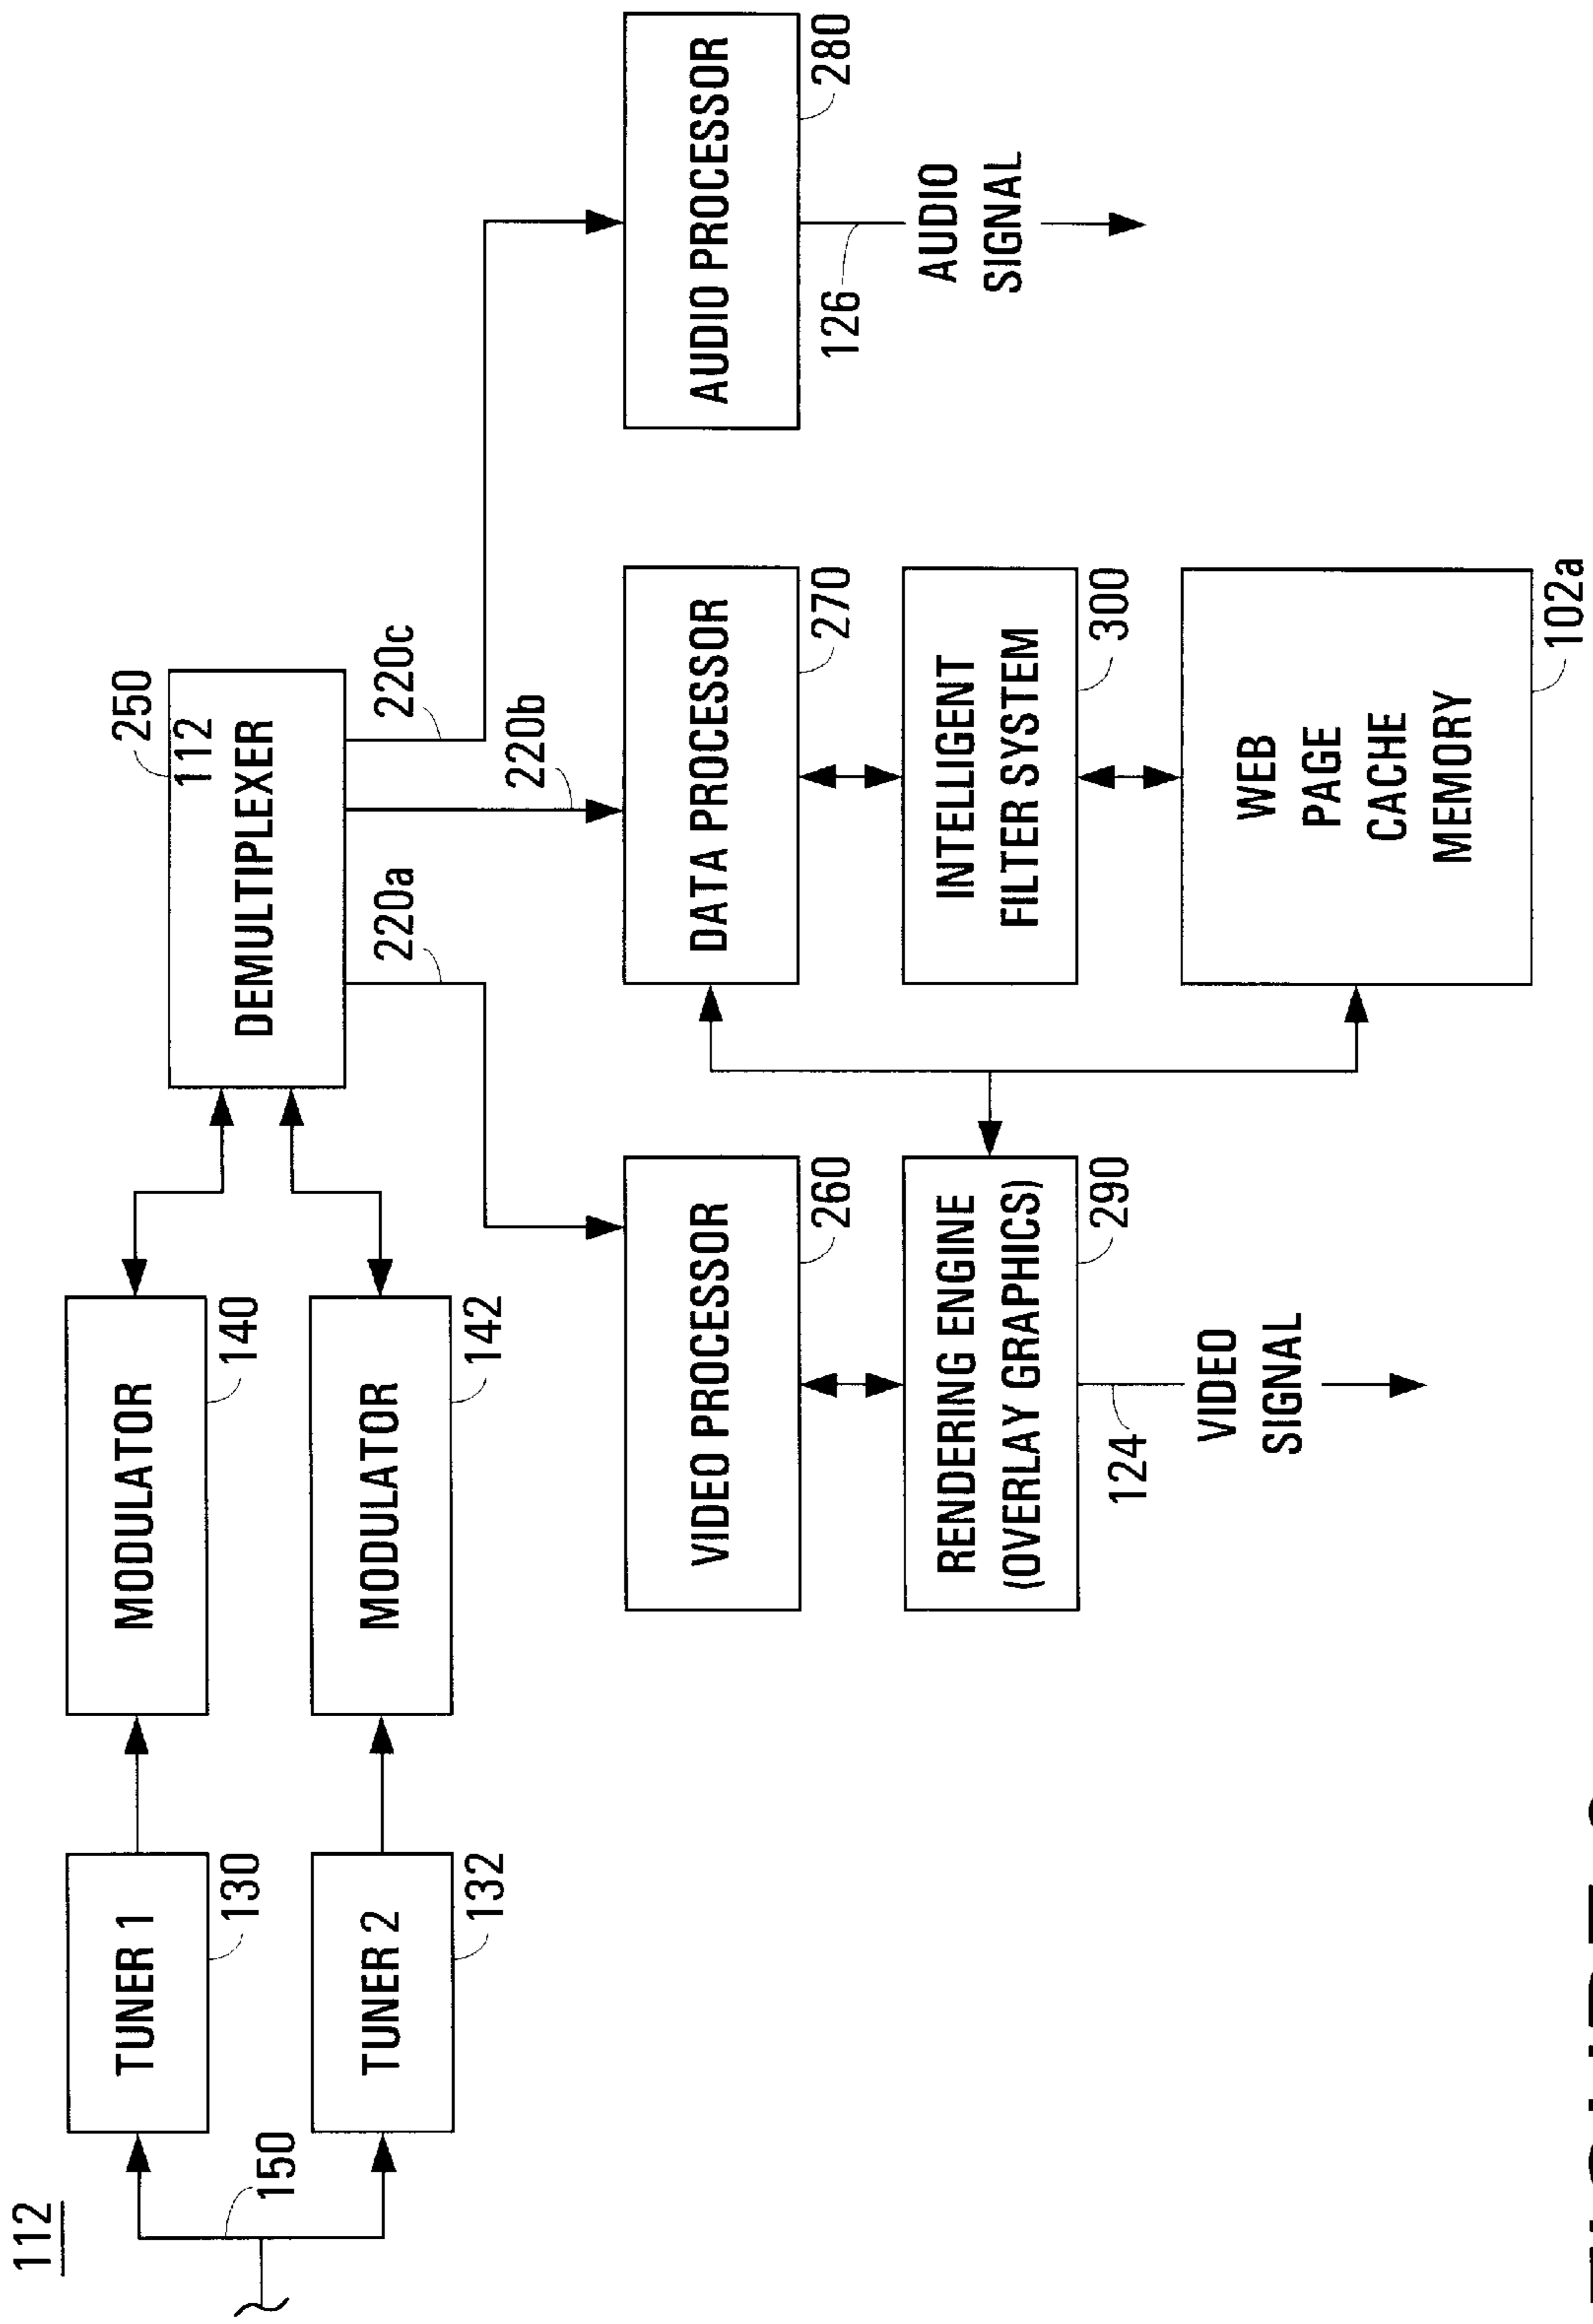 112
150
TUNER 1
130
TUNER 2
132
MODULATOR
140
MODULATOR
142
250
112
DEMULTIPLEXER
220a
220b
220c
VIDEO PROCESSOR
260
DATA PROCESSOR
270
AUDIO PROCESSOR
280
RENDERING ENGINE
(OVERLAY GRAPHICS)
290
INTELLIGENT
FILTER SYSTEM
300
126
AUDIO
SIGNAL
124
VIDEO
SIGNAL
WEB
PAGE
CACHE
MEMORY
102a